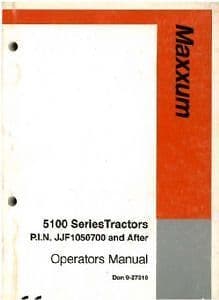 Maxxum
5100 SeriesTractors
P.I.N. JJF1050700 and After
Operators Manual